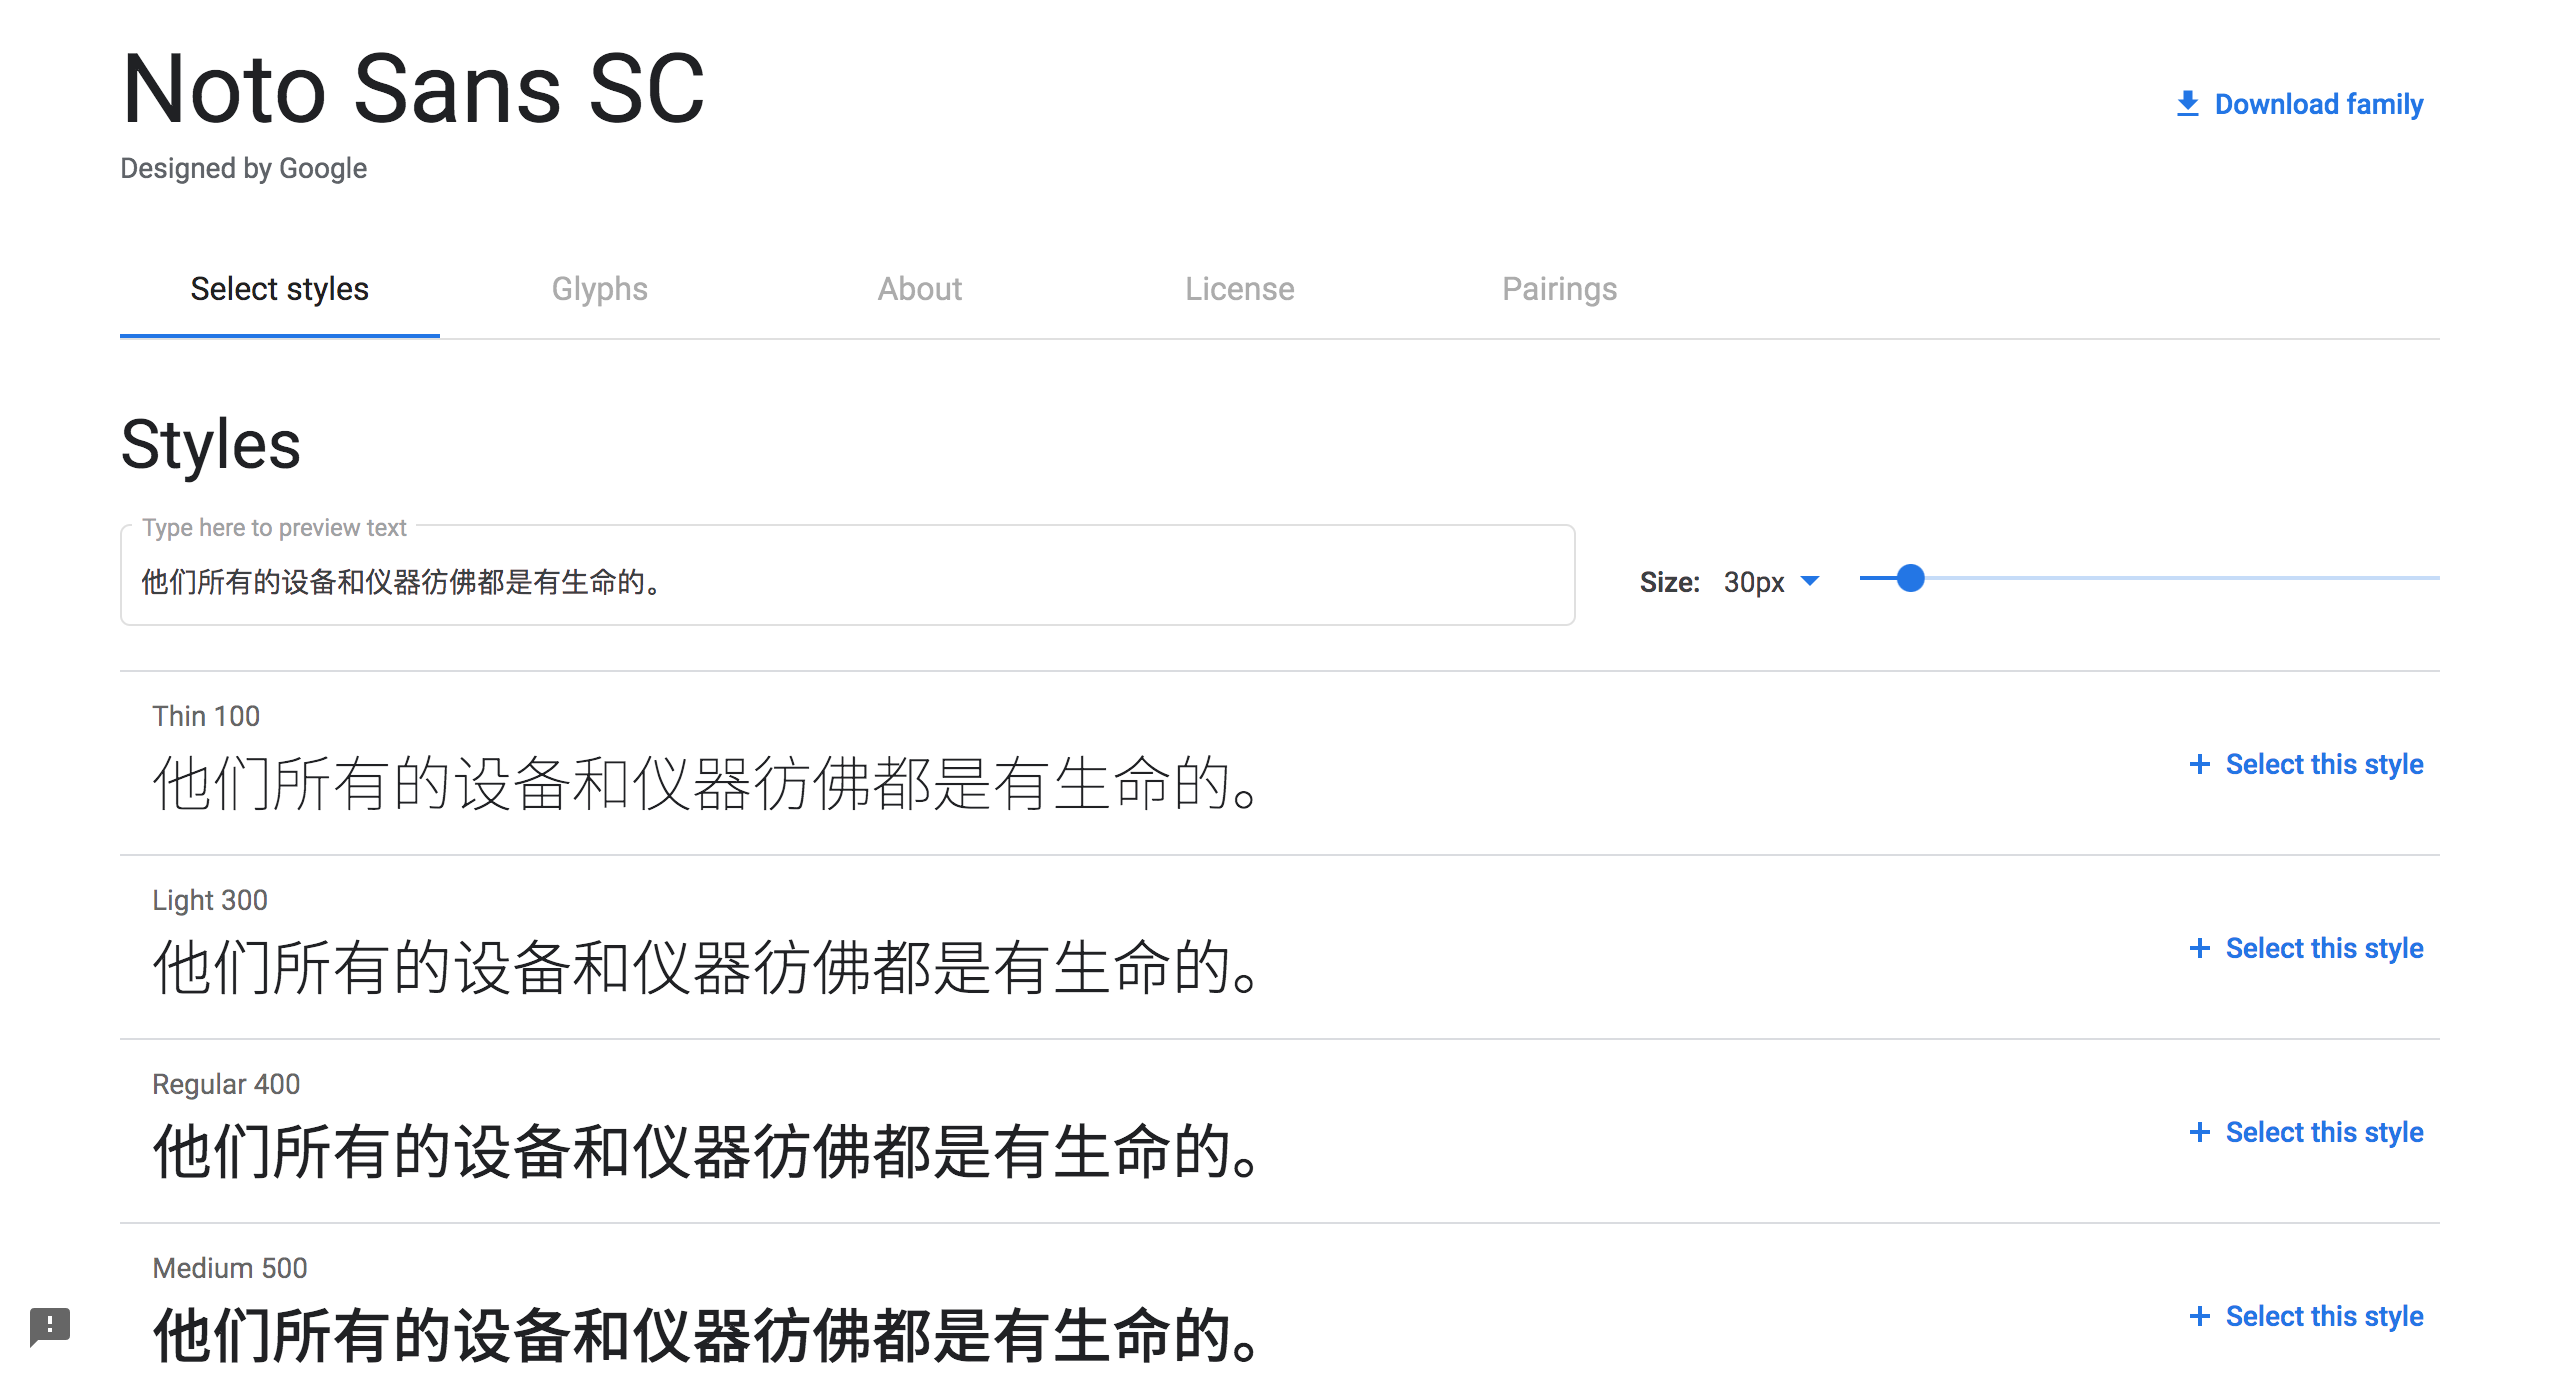 Noto Sans SC
Download family
Designed by Google
Select styles
Glyphs
About
License
Pairings
Styles
Type here to preview text
他们所有的设备和仪器彷佛都是有生命的。
Size: 30px
Thin 100
他们所有的设备和仪器彷佛都是有生命的。
+ Select this style
Light 300
他们所有的设备和仪器彷佛都是有生命的。
+ Select this style
Regular 400
他们所有的设备和仪器彷佛都是有生命的。
+ Select this style
Medium 500
他们所有的设备和仪器彷佛都是有生命的。
+ Select this style